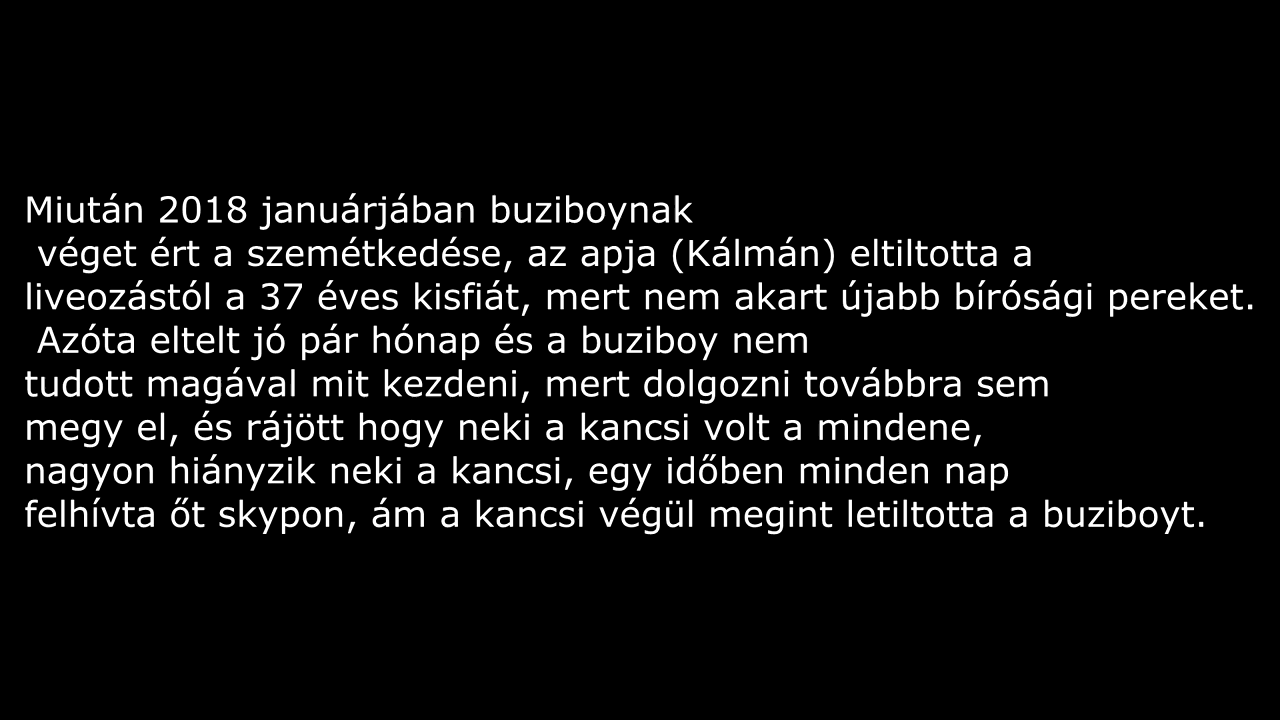 Miután 2018 januárjában buziboynak
véget ért a szemétkedése, az apja (Kálmán) eltiltotta a
liveozástól a 37 éves kisfiát, mert nem akart újabb bírósági pereket.
Azóta eltelt jó pár hónap és a buziboy nem
tudott magával mit kezdeni, mert dolgozni továbbra sem
megy el, és rájött hogy neki a kancsi volt a mindene,
nagyon hiányzik neki a kancsi, egy időben minden nap
felhívta őt skypon, ám a kancsi végül megint letiltotta a buziboyt.